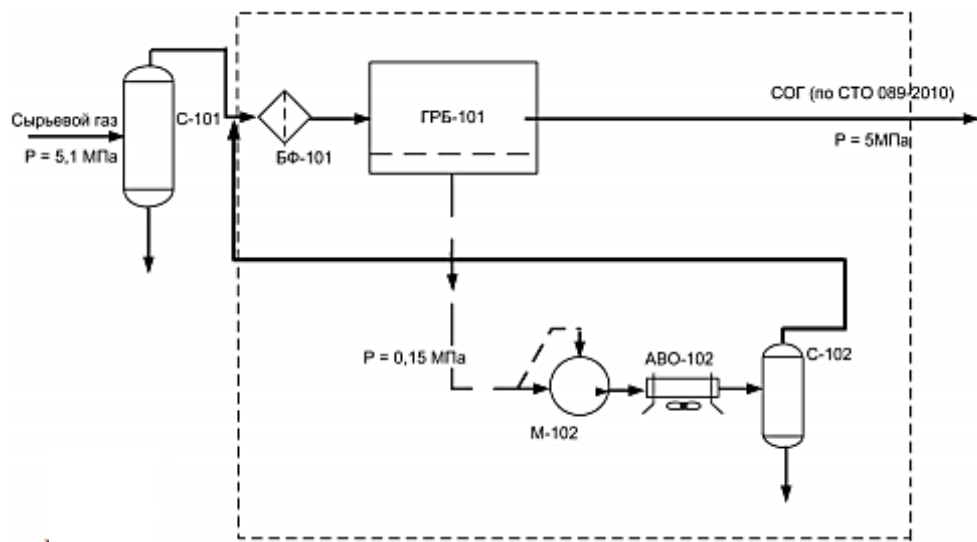 Сырьевой газ
P = 5,1 МПа
С-101
БФ-101
ГРБ-101
СОГ (по СТО 089-2010)
P = 5МПа
P = 0,15 МПа
М-102
АВО-102
С-102